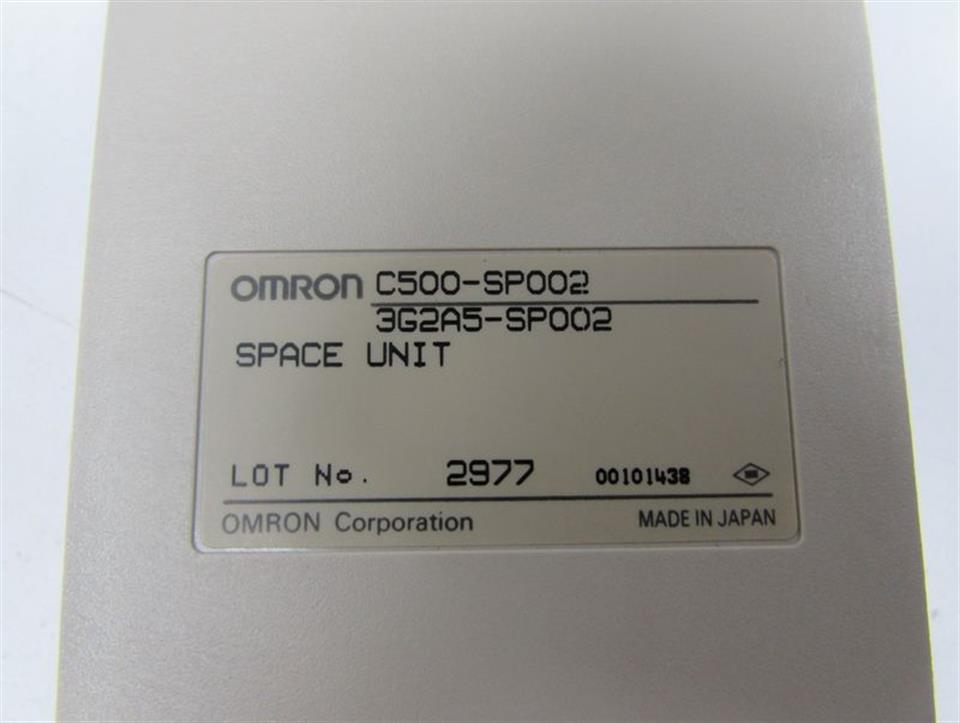 OMRON C500-SP002
3G2A5-SP002
SPACE UNIT
LOT No. 2977 00101438
OMRON Corporation MADE IN JAPAN